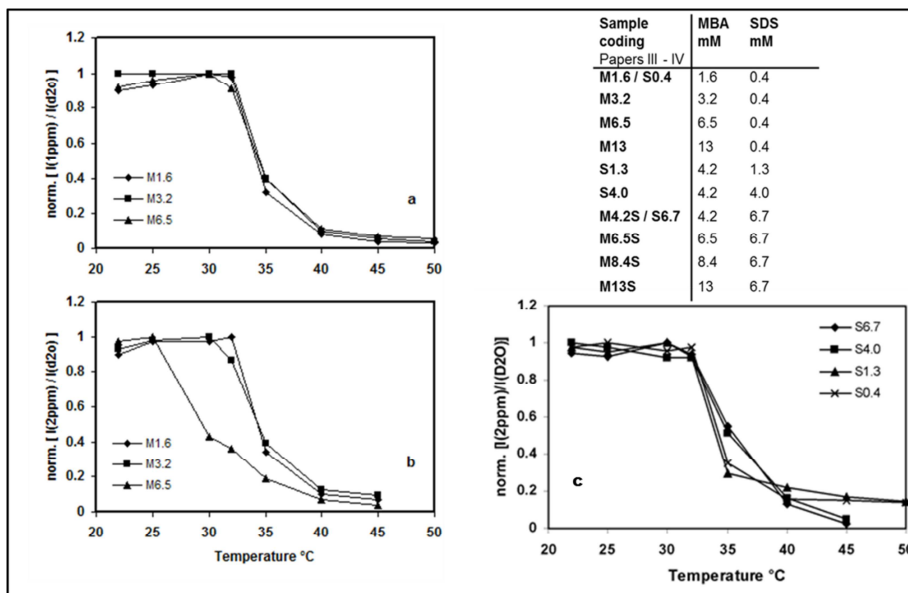 1.2
1
0.8
0.6
0.4
0.2
0
norm. [ I(1ppm) / I(d2o)
M1.6
M3.2
M6.5
a
20 25 30 35 40 45 50
1.2
1
0.8
0.6
0.4
0.2
0
norm. [ I(2ppm) / I(d2o)
M1.6
M3.2
M6.5
b
20 25 30 35 40 45 50
Temperature °C
Sample coding MBA mM SDS mM
Papers III - IV
M1.6 / S0.4 1.6 0.4
M3.2 3.2 0.4
M6.5 6.5 0.4
M13 13 0.4
S1.3 4.2 1.3
S4.0 4.2 4.0
M4.2S / S6.7 4.2 6.7
M6.5S 6.5 6.7
M8.4S 8.4 6.7
M13S 13 6.7
1.2
1
0.8
0.6
0.4
0.2
0
norm. [I(2ppm)/I(D2O)]
S6.7
S4.0
S1.3
S0.4
c
20 25 30 35 40 45 50
Temperature °C